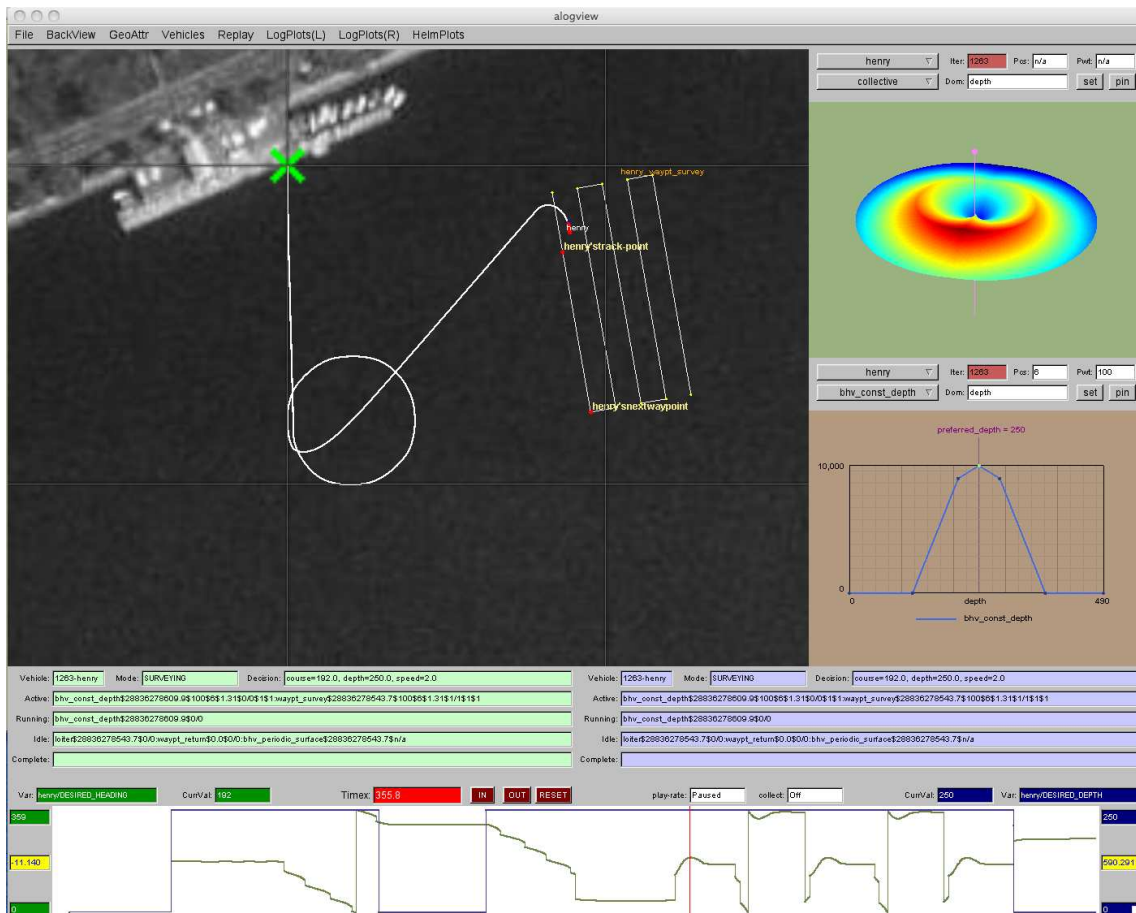 alogview
File BackView GeoAttr Vehicles Replay LogPlots(L) LogPlots(R) HelmPlots
henry Iter: 1263 Pcs: n/a Pwt: n/a
collective Dom: depth set pin
henry_waypt_survey
henry
henry'strack-point
henry'snextwaypoint
henry Iter: 1263 Pcs: 6 Pwt: 100
bhv_const_depth Dom: depth set pin
preferred_depth = 250
10,000
0
0 depth 490
bhv_const_depth
Vehicle: 1263-henry Mode: SURVEYING Decision: course=192.0, depth=250.0, speed=2.0 Vehicle: 1263-henry Mode: SURVEYING Decision: course=192.0, depth=250.0, speed=2.0
Active: bhv_const_depth$28836278609.9$100$6$1.31$0/0$1$1:waypt_survey$28836278543.7$100$6$1.31$1/1$1$1 Active: bhv_const_depth$28836278609.9$100$6$1.31$0/0$1$1:waypt_survey$28836278543.7$100$6$1.31$1/1$1$1
Running: bhv_const_depth$28836278609.9$0/0 Running: bhv_const_depth$28836278609.9$0/0
Idle: loiter$28836278543.7$0/0:waypt_return$0.0$0/0:bhv_periodic_surface$28836278543.7$n/a Idle: loiter$28836278543.7$0/0:waypt_return$0.0$0/0:bhv_periodic_surface$28836278543.7$n/a
Complete: Complete:
Var: henry/DESIRED_HEADING CurrVal: 192 Timex: 355.8 IN OUT RESET play-rate: Paused collect: Off CurrVal: 250 Var: henry/DESIRED_DEPTH
359 250
-11.140 590.291
0 0